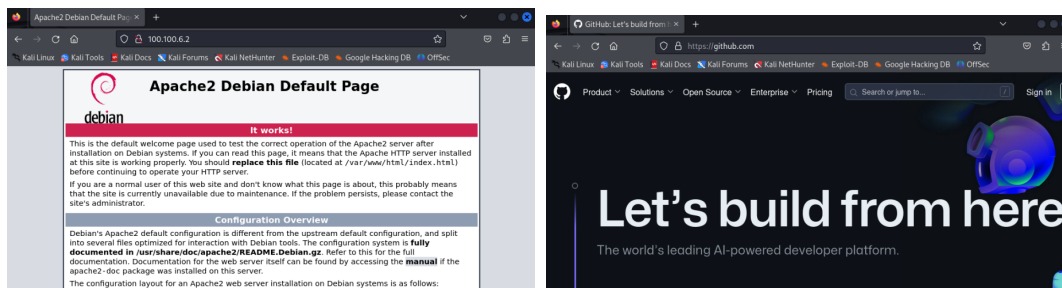 Apache2 Debian Default Pag
100.100.6.2
Kali Linux Kali Tools Kali Docs Kali Forums Kali NetHunter Exploit-DB Google Hacking DB OffSec
debian
Apache2 Debian Default Page
It works!
This is the default welcome page used to test the correct operation of the Apache2 server after
installation on Debian systems. If you can read this page, it means that the Apache HTTP server installed
at this site is working properly. You should replace this file (located at /var/www/html/index.html)
before continuing to operate your HTTP server.
If you are a normal user of this web site and don't know what this page is about, this probably means
that the site is currently unavailable due to maintenance. If the problem persists, please contact the
site's administrator.
Configuration Overview
Debian's Apache2 default configuration is different from the upstream default configuration, and split
into several files optimized for interaction with Debian tools. The configuration system is fully
documented in /usr/share/doc/apache2/README.Debian.gz. Refer to this for the full
documentation. Documentation for the web server itself can be found by accessing the manual if the
apache2-doc package was installed on this server.
The configuration layout for an Apache2 web server installation on Debian systems is as follows:
GitHub: Let's build from
https://github.com
Kali Linux Kali Tools Kali Docs Kali Forums Kali NetHunter Exploit-DB Google Hacking DB OffSec
Product Solutions Open Source Enterprise Pricing Search or jump to... / Sign in
Let's build from here
The world's leading AI-powered developer platform.